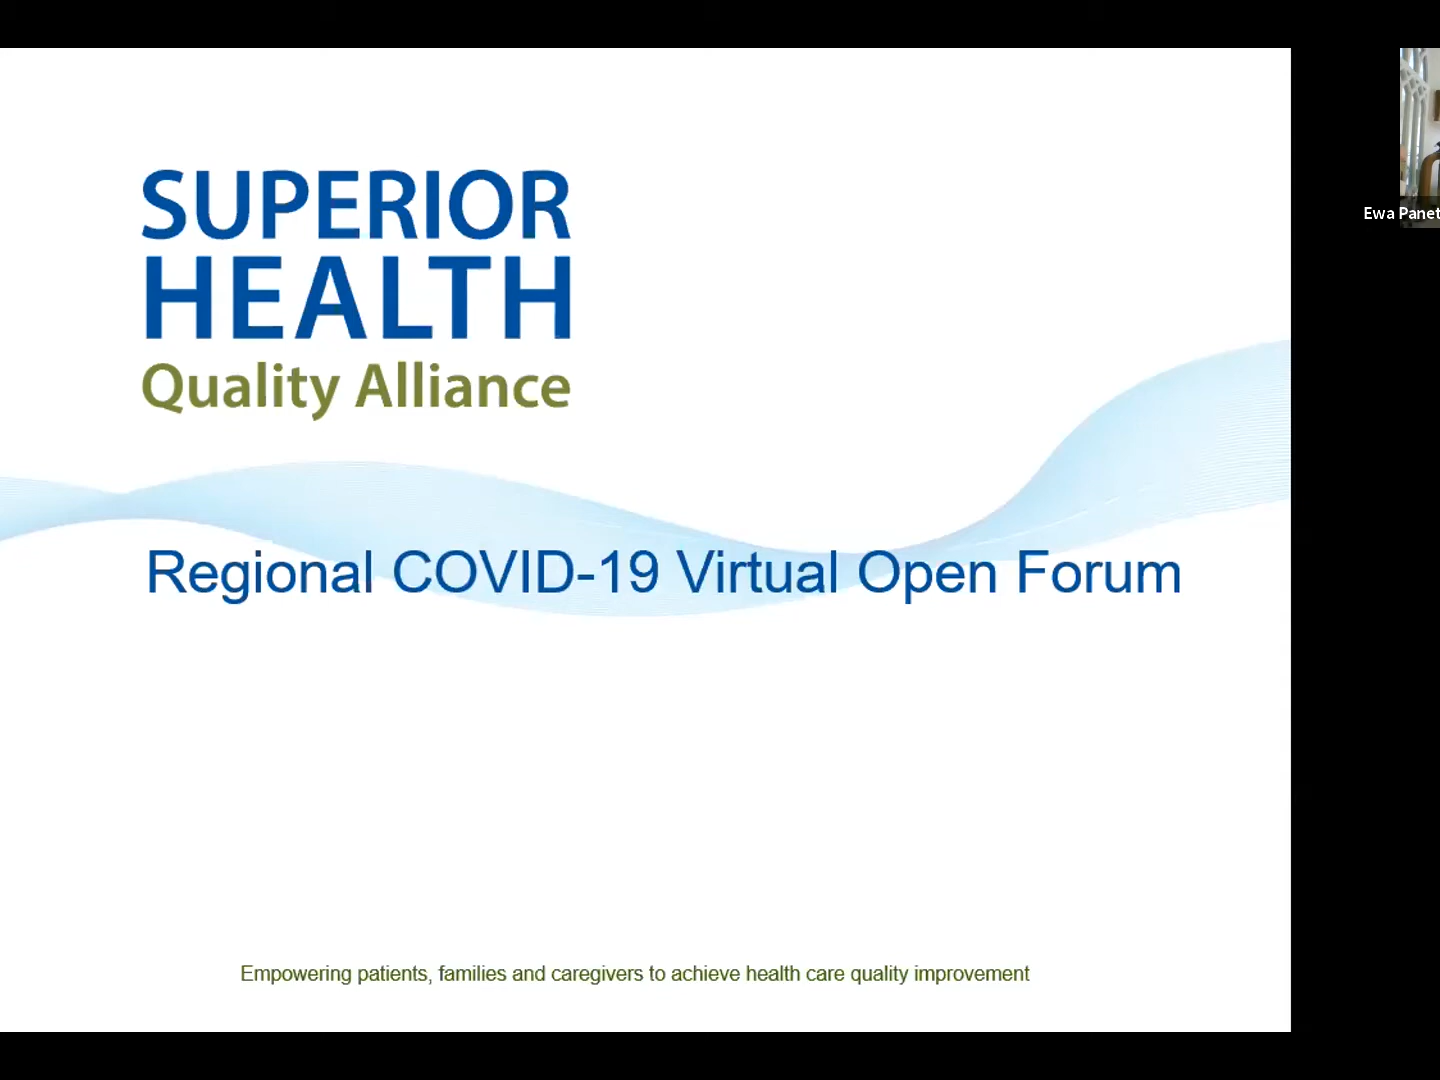 SUPERIOR
HEALTH
Quality Alliance
Ewa Panet
Regional COVID-19 Virtual Open Forum
Empowering patients, families and caregivers to achieve health care quality improvement